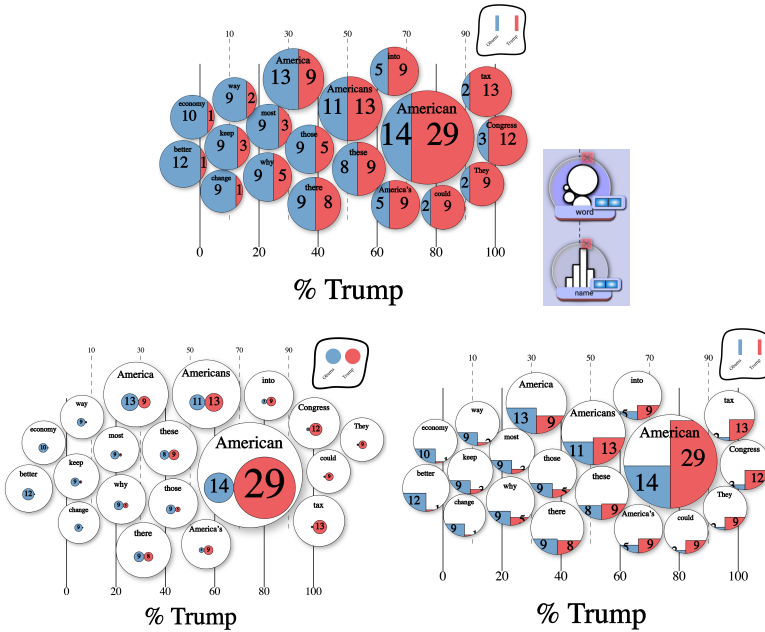 Obama Trump
10 30 50 70 90
America
13 9
into
5 9
tax
2 13
way
9 2
Americans
11 13
economy
10 1
most
9 3
American
14 29
Congress
3 12
keep
9 3
those
9 5
these
8 9
better
12 1
why
9 5
They
2 9
change
9 1
there
9 8
America's
5 9
could
2 9
0 20 40 60 80 100
% Trump
word
name
10 30 50 70 90
Obama Trump
America
13 9
Americans
11 13
into
9
way
9
Congress
12
economy
10
most
9
these
8 9
They
9
American
14 29
better
12
keep
9
why
9
those
9
could
9
tax
13
change
9
there
9 8
America's
9
0 20 40 60 80 100
% Trump
10 30 50 70 90
Obama Trump
America
13 9
into
9
tax
13
way
9
Americans
11 13
economy
10
most
9
American
14 29
Congress
12
keep
9
those
9
these
8 9
better
12
why
9
They
9
change
9
there
9 8
America's
9
could
9
0 20 40 60 80 100
% Trump